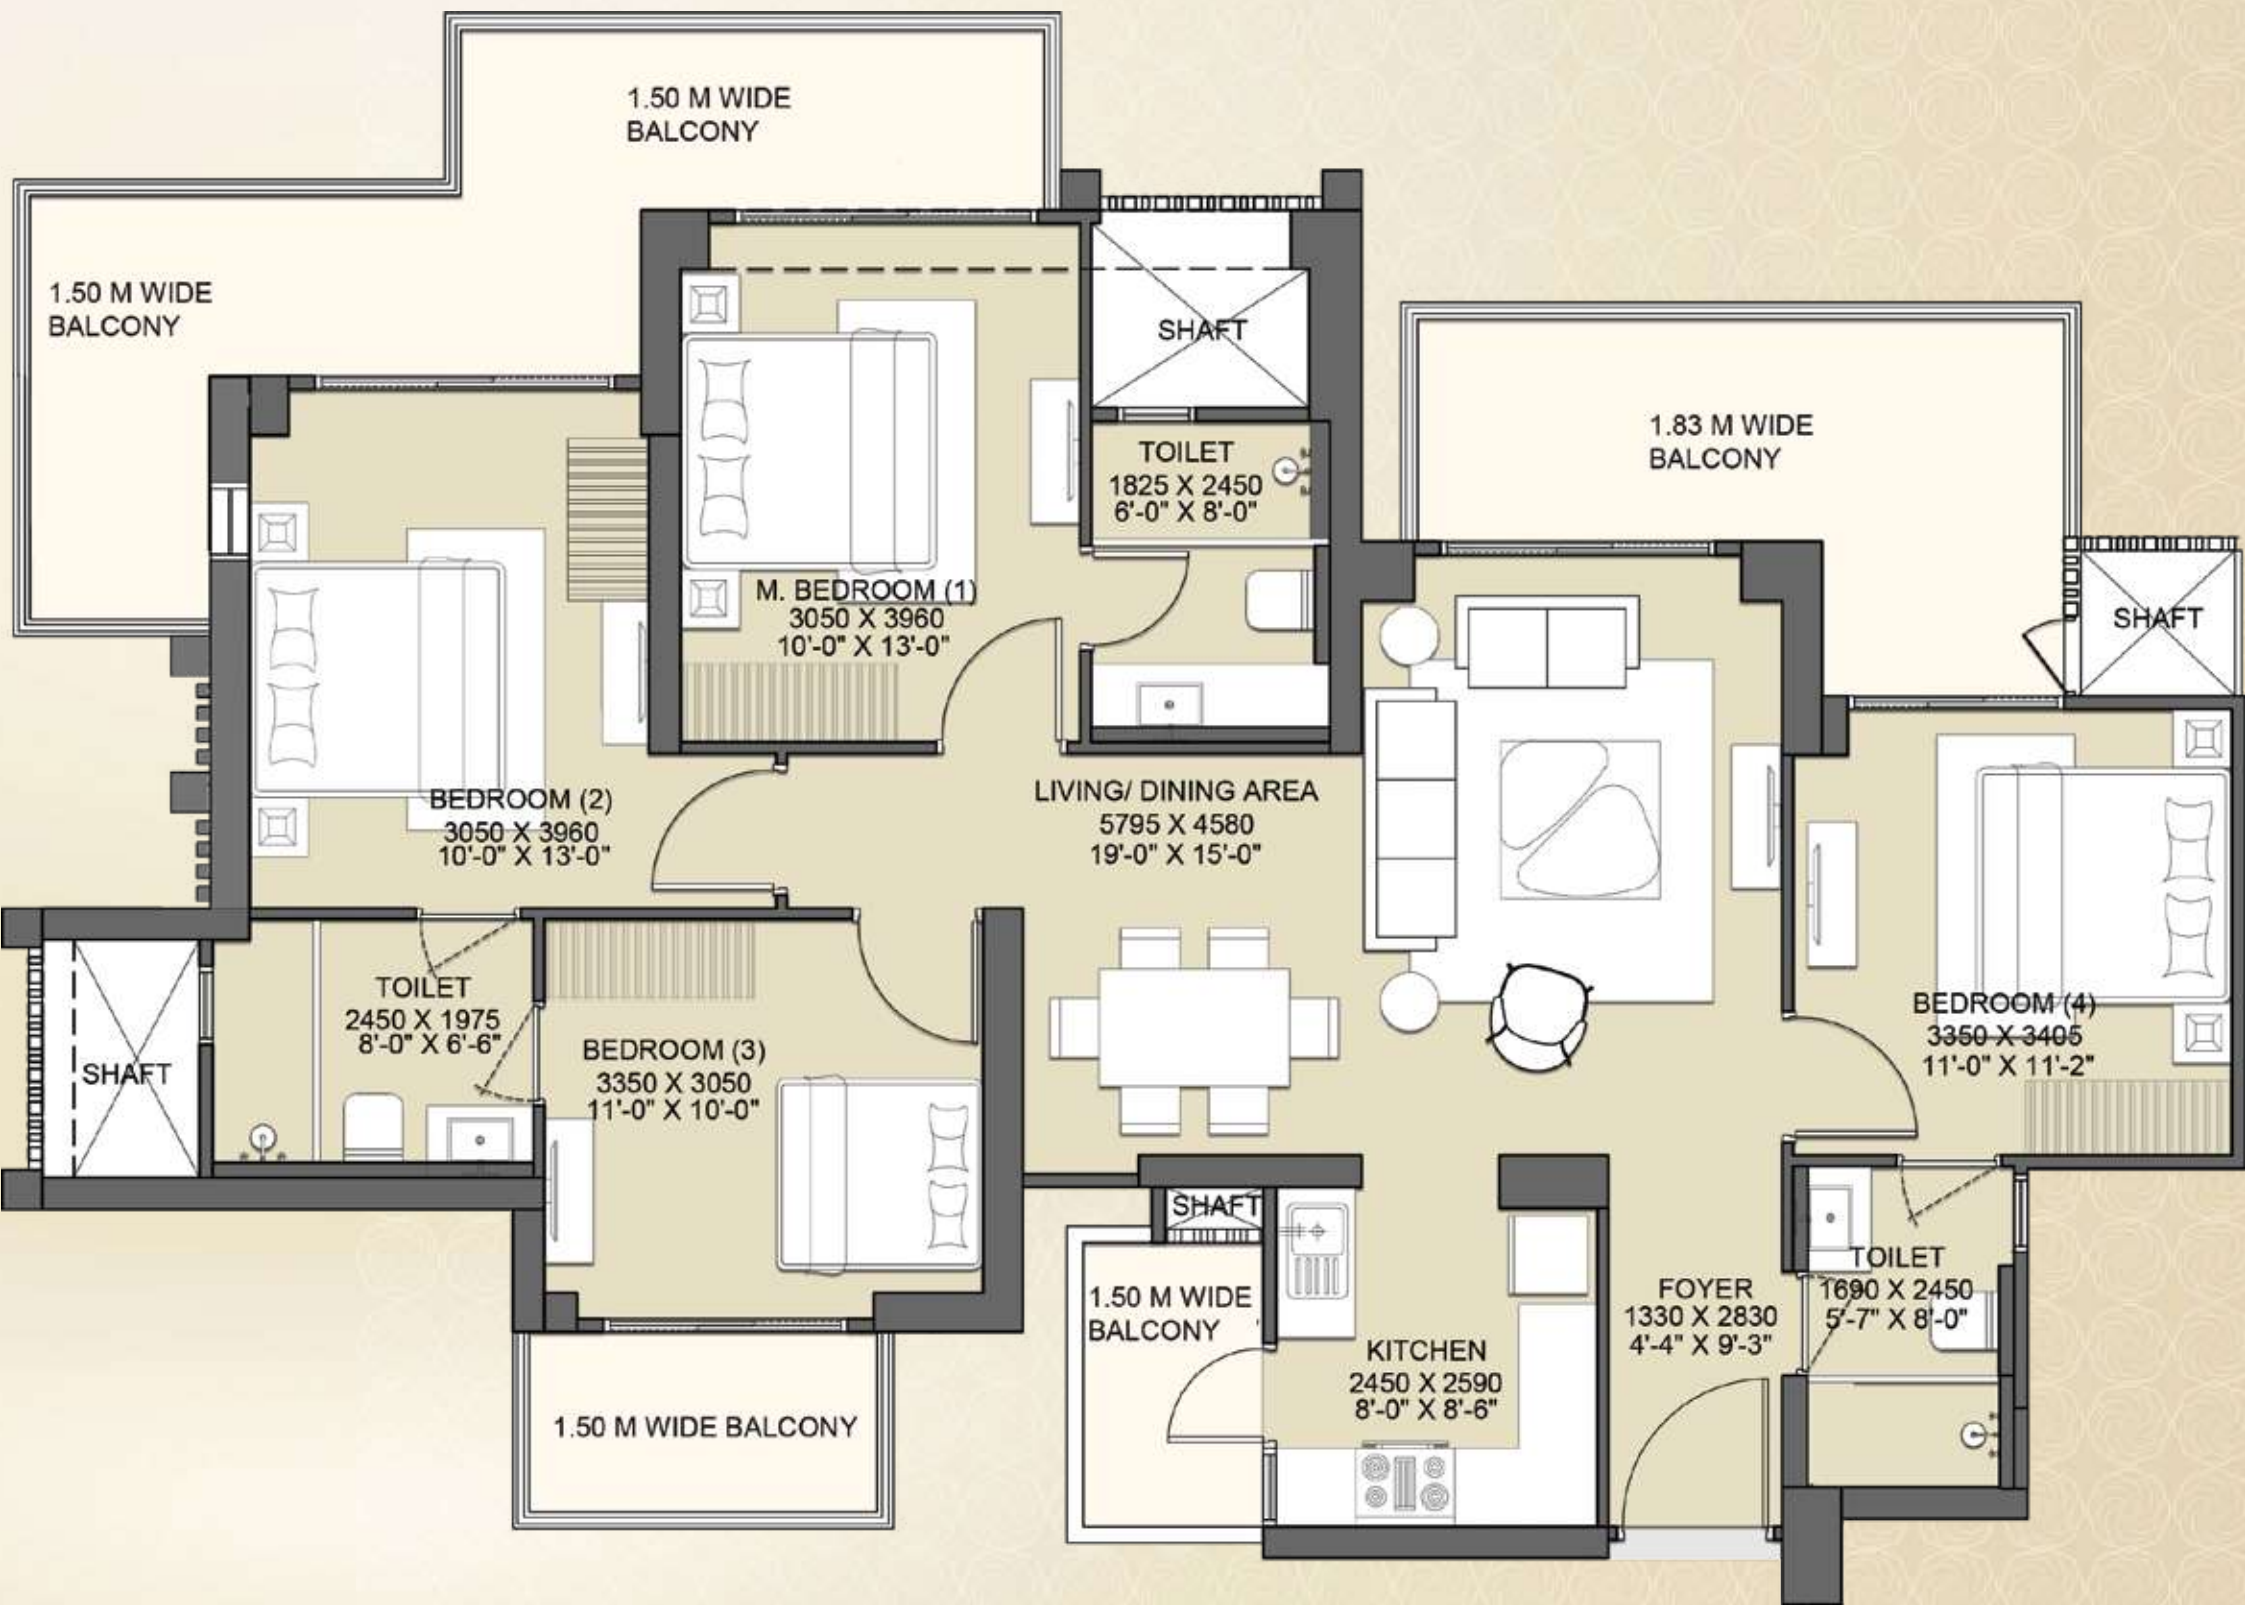 1.50 M WIDE
BALCONY
1.50 M WIDE
BALCONY
SHAFT
1.83 M WIDE
BALCONY
TOILET
1825 X 2450
6'-0" X 8'-0"
M. BEDROOM (1)
3050 X 3960
10'-0" X 13'-0"
SHAFT
BEDROOM (2)
3050 X 3960
10'-0" X 13'-0"
LIVING/ DINING AREA
5795 X 4580
19'-0" X 15'-0"
TOILET
2450 X 1975
8'-0" X 6'-6"
SHAFT
BEDROOM (3)
3350 X 3050
11'-0" X 10'-0"
BEDROOM (4)
3350 X 3405
11'-0" X 11'-2"
SHAFT
1.50 M WIDE
BALCONY
KITCHEN
2450 X 2590
8'-0" X 8'-6"
FOYER
1330 X 2830
4'-4" X 9'-3"
TOILET
1690 X 2450
5'-7" X 8'-0"
1.50 M WIDE BALCONY